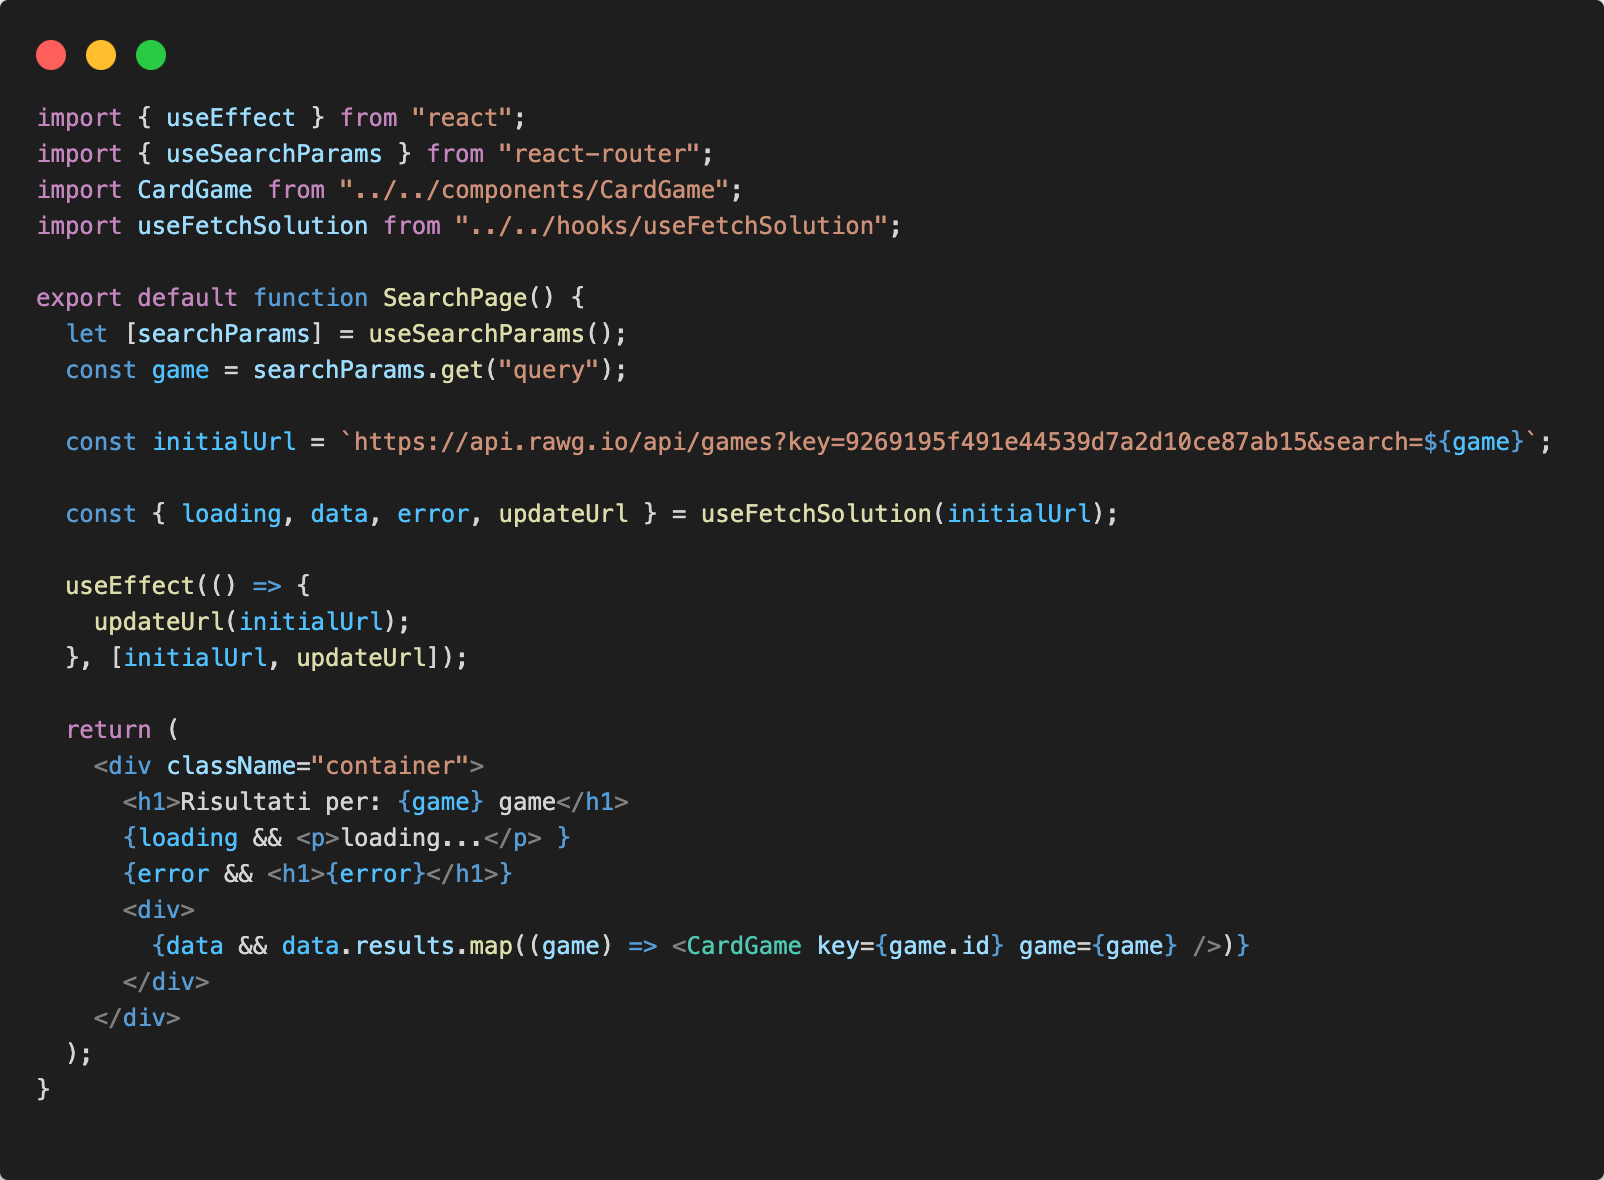 import { useEffect } from "react";
import { useSearchParams } from "react-router";
import CardGame from "../../components/CardGame";
import useFetchSolution from "../../hooks/useFetchSolution";

export default function SearchPage() {
  let [searchParams] = useSearchParams();
  const game = searchParams.get("query");

  const initialUrl = `https://api.rawg.io/api/games?key=9269195f491e44539d7a2d10ce87ab15&search=${game}`;

  const { loading, data, error, updateUrl } = useFetchSolution(initialUrl);

  useEffect(() => {
    updateUrl(initialUrl);
  }, [initialUrl, updateUrl]);

  return (
    <div className="container">
      <h1>Risultati per: {game} game</h1>
      {loading && <p>loading...</p> }
      {error && <h1>{error}</h1>}
      <div>
        {data && data.results.map((game) => <CardGame key={game.id} game={game} />)}
      </div>
    </div>
  );
}